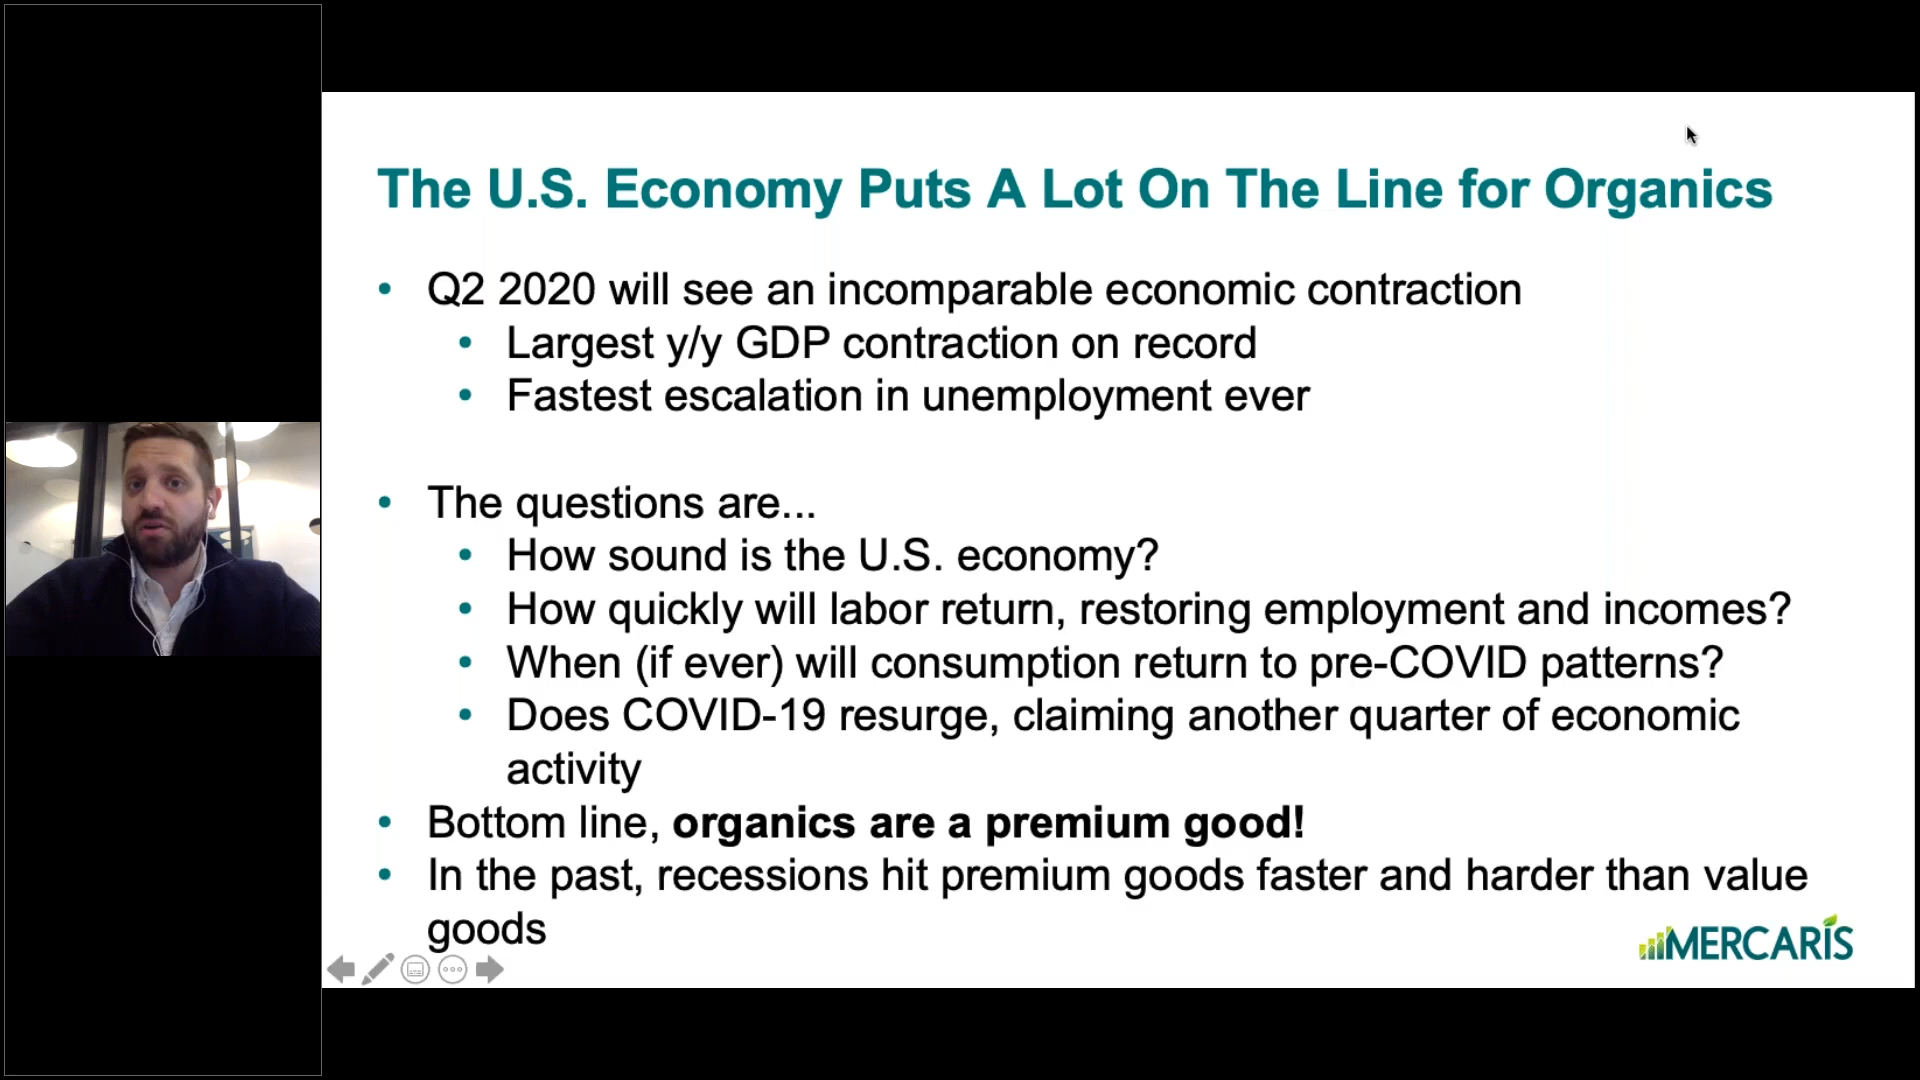 The U.S. Economy Puts A Lot On The Line for Organics
• Q2 2020 will see an incomparable economic contraction
• Largest y/y GDP contraction on record
• Fastest escalation in unemployment ever
• The questions are...
• How sound is the U.S. economy?
• How quickly will labor return, restoring employment and incomes?
• When (if ever) will consumption return to pre-COVID patterns?
• Does COVID-19 resurge, claiming another quarter of economic
activity
• Bottom line, organics are a premium good!
• In the past, recessions hit premium goods faster and harder than value
goods
MERCARIS